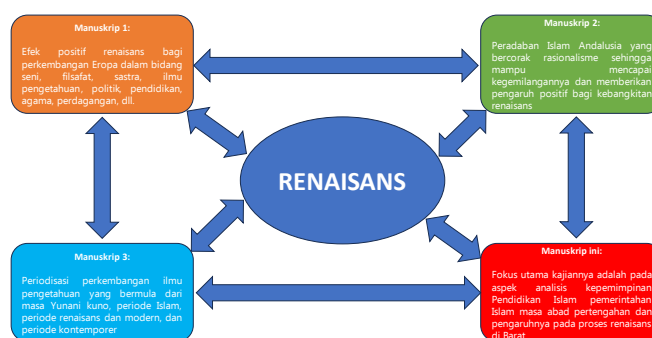 Manuskrip 1:
Efek positif renaisans bagi
perkembangan Eropa dalam bidang
seni, filsafat, sastra, ilmu
pengetahuan, politik, pendidikan,
agama, perdagangan, dll.
Manuskrip 2:
Peradaban Islam Andalusia yang
bercorak rasionalisme sehingga
mampu mencapai
kegemilangannya dan memberikan
pengaruh positif bagi kebangkitan
renaisans
RENAISANS
Manuskrip 3:
Periodisasi perkembangan ilmu
pengetahuan yang bermula dari
masa Yunani kuno, periode Islam,
periode renaisans dan modern, dan
periode kontemporer
Manuskrip ini:
Fokus utama kajiannya adalah pada
aspek analisis kepemimpinan
Pendidikan Islam pemerintahan
Islam masa abad pertengahan dan
pengaruhnya pada proses renaisans
di Barat